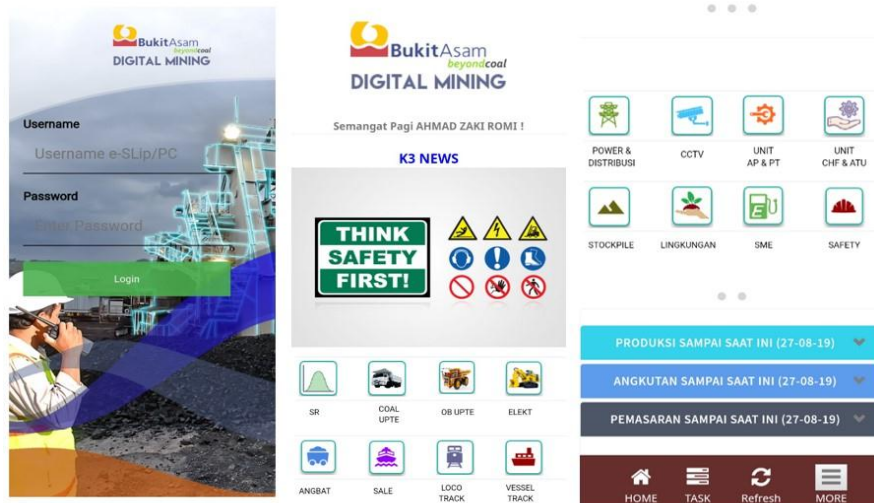 BukitAsam
beyondcoal
DIGITAL MINING
Username
Username e-SLip/PC
Password
Enter Password
Login
BukitAsam
beyondcoal
DIGITAL MINING
Semangat Pagi AHMAD ZAKI ROMI !
K3 NEWS
THINK
SAFETY
FIRST!
SR
COAL
UPTE
OB UPTE
ELEKT
ANGBAT
SALE
LOCO
TRACK
VESSEL
TRACK
POWER &
DISTRIBUSI
CCTV
UNIT
AP & PT
UNIT
CHF & ATU
STOCKPILE
LINGKUNGAN
SME
SAFETY
PRODUKSI SAMPAI SAAT INI (27-08-19)
ANGKUTAN SAMPAI SAAT INI (27-08-19)
PEMASARAN SAMPAI SAAT INI (27-08-19)
HOME
TASK
Refresh
MORE